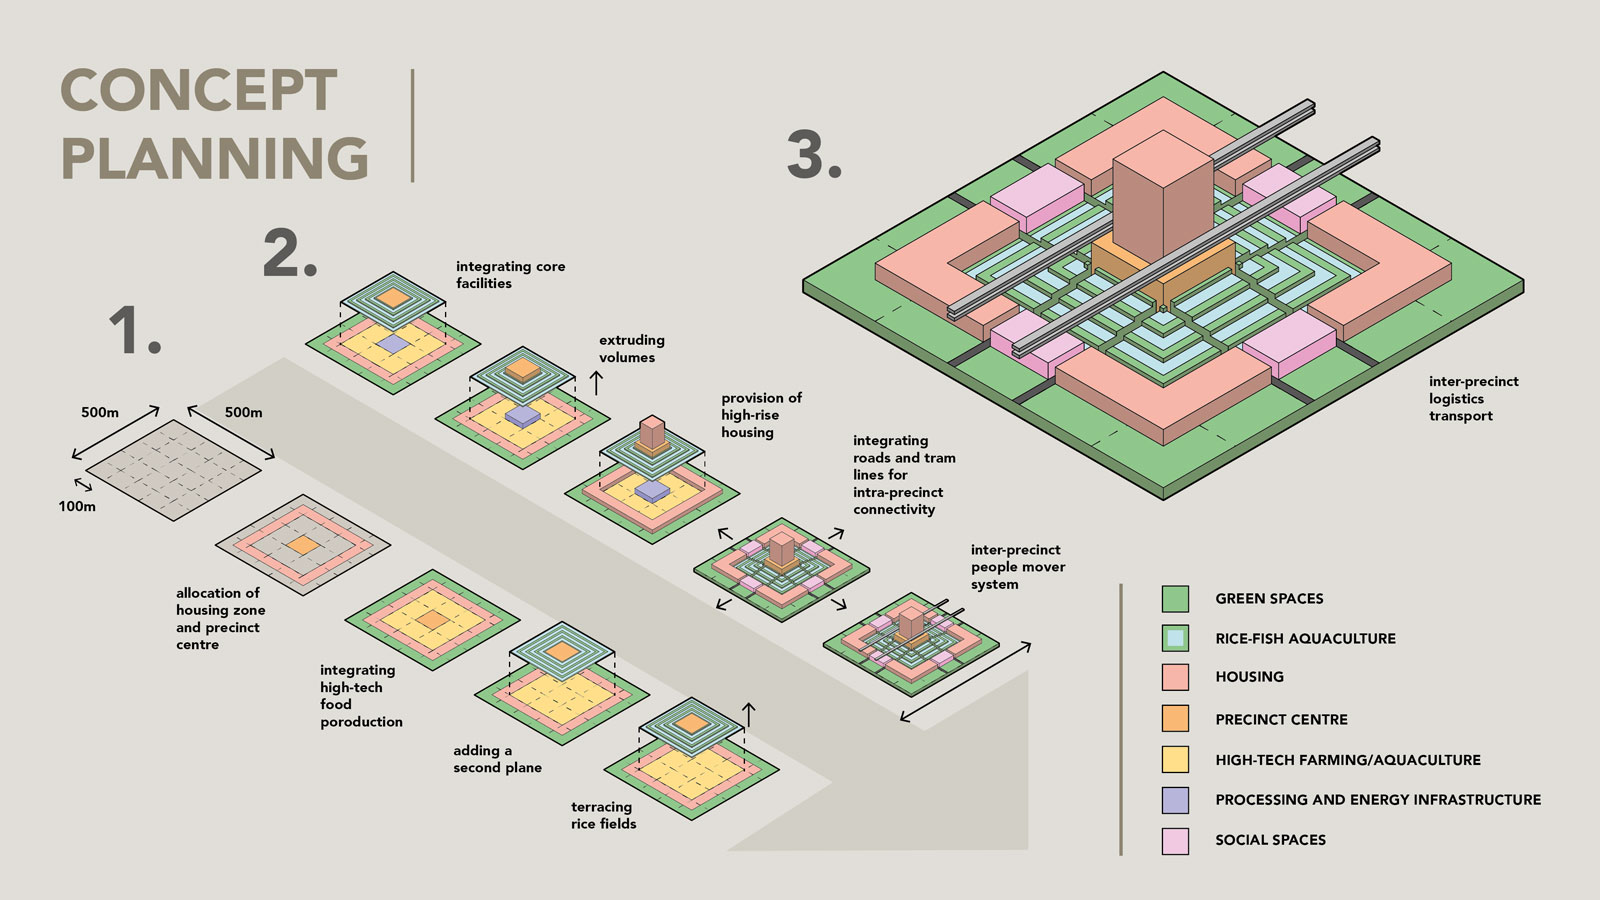 CONCEPT
PLANNING
1.
500m
500m
100m
allocation of
housing zone
and precinct
centre
integrating
high-tech
food
poroduction
adding a
second plane
terracing
rice fields
2.
integrating core
facilities
extruding
volumes
provision of
high-rise
housing
integrating
roads and tram
lines for
intra-precinct
connectivity
inter-precinct
people mover
system
3.
inter-precinct
logistics
transport
GREEN SPACES
RICE-FISH AQUACULTURE
HOUSING
PRECINCT CENTRE
HIGH-TECH FARMING/AQUACULTURE
PROCESSING AND ENERGY INFRASTRUCTURE
SOCIAL SPACES